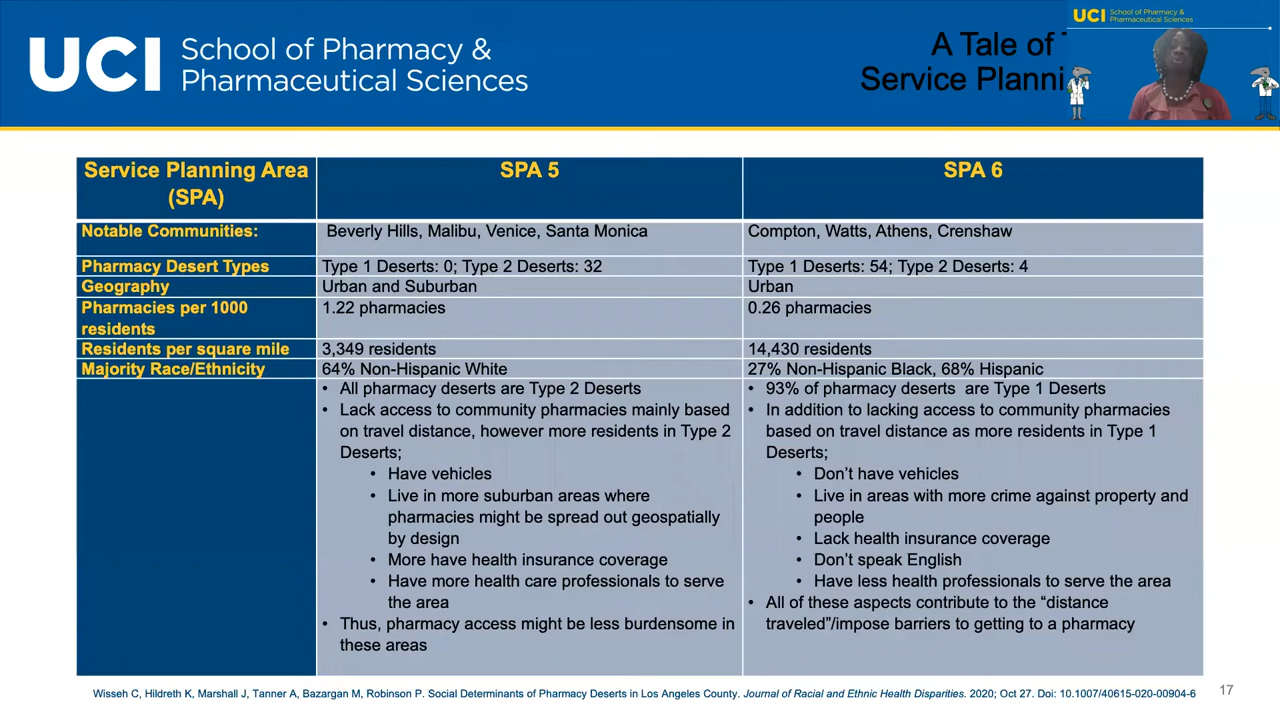 UCI School of Pharmacy &
Pharmaceutical Sciences
A Tale of
Service Planni
UCI School of Pharmacy &
Pharmaceutical Sciences
Service Planning Area
(SPA)
SPA 5
SPA 6
Notable Communities:
Beverly Hills, Malibu, Venice, Santa Monica
Compton, Watts, Athens, Crenshaw
Pharmacy Desert Types
Type 1 Deserts: 0; Type 2 Deserts: 32
Type 1 Deserts: 54; Type 2 Deserts: 4
Geography
Urban and Suburban
Urban
Pharmacies per 1000
residents
1.22 pharmacies
0.26 pharmacies
Residents per square mile
3,349 residents
14,430 residents
Majority Race/Ethnicity
64% Non-Hispanic White
27% Non-Hispanic Black, 68% Hispanic
• All pharmacy deserts are Type 2 Deserts
• Lack access to community pharmacies mainly based
on travel distance, however more residents in Type 2
Deserts;
• Have vehicles
• Live in more suburban areas where
pharmacies might be spread out geospatially
by design
• More have health insurance coverage
• Have more health care professionals to serve
the area
• Thus, pharmacy access might be less burdensome in
these areas
• 93% of pharmacy deserts are Type 1 Deserts
• In addition to lacking access to community pharmacies
based on travel distance as more residents in Type 1
Deserts;
• Don't have vehicles
• Live in areas with more crime against property and
people
• Lack health insurance coverage
• Don't speak English
• Have less health professionals to serve the area
• All of these aspects contribute to the “distance
traveled”/impose barriers to getting to a pharmacy
Wisseh C, Hildreth K, Marshall J, Tanner A, Bazargan M, Robinson P. Social Determinants of Pharmacy Deserts in Los Angeles County. Journal of Racial and Ethnic Health Disparities. 2020; Oct 27. Doi: 10.1007/40615-020-00904-6
17